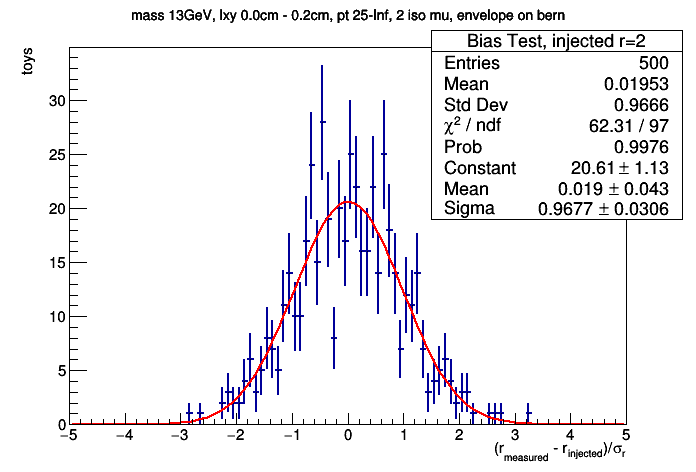 mass 13GeV, lxy 0.0cm - 0.2cm, pt 25-Inf, 2 iso mu, envelope on bern
Bias Test, injected r=2
Entries 500
Mean 0.01953
Std Dev 0.9666
χ² / ndf 62.31 / 97
Prob 0.9976
Constant 20.61 ± 1.13
Mean 0.019 ± 0.043
Sigma 0.9677 ± 0.0306
toys
30
25
20
15
10
5
0
−5 −4 −3 −2 −1 0 1 2 3 4 5
(r_measured - r_injected)/σ_r